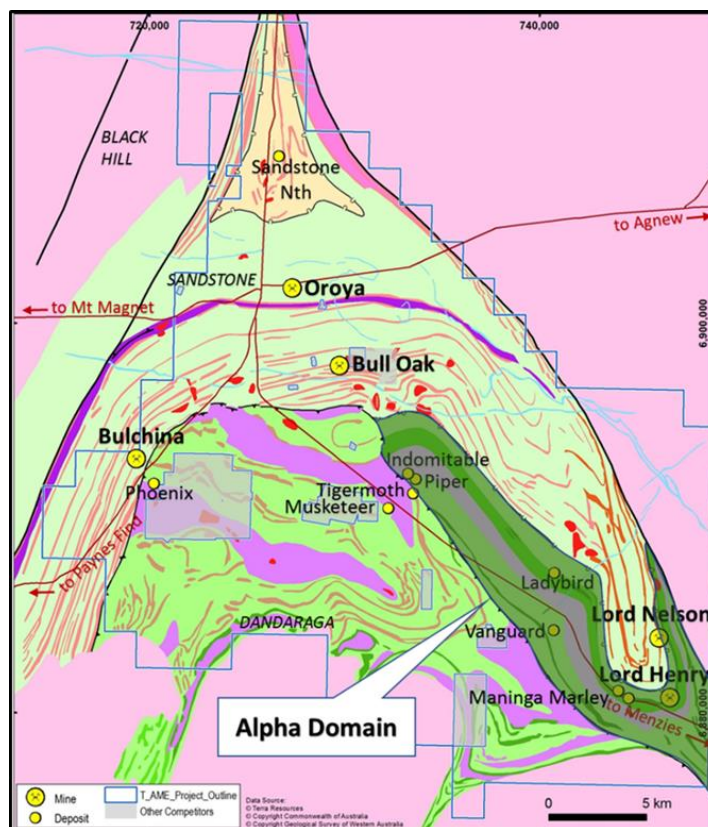 720,000
740,000
BLACK
HILL
Sandstone
Nth
to Agnew
SANDSTONE
Oroya
to Mt Magnet
6,900,000
Bull Oak
Bulchina
Indomitable
Phoenix
Piper
Tigermoth
Musketeer
to Paynes Find
Ladybird
DANDARAGA
Lord Nelson
Vanguard
Lord Henry
Maninga Marley
to Menzies
6,880,000
Alpha Domain
Mine
T_AME_Project_Outline
Deposit
Other Competitors
Data Source:
© Terra Resources
© Copyright Commonwealth of Australia
© Copyright Geological Survey of Western Australia
0 5 km